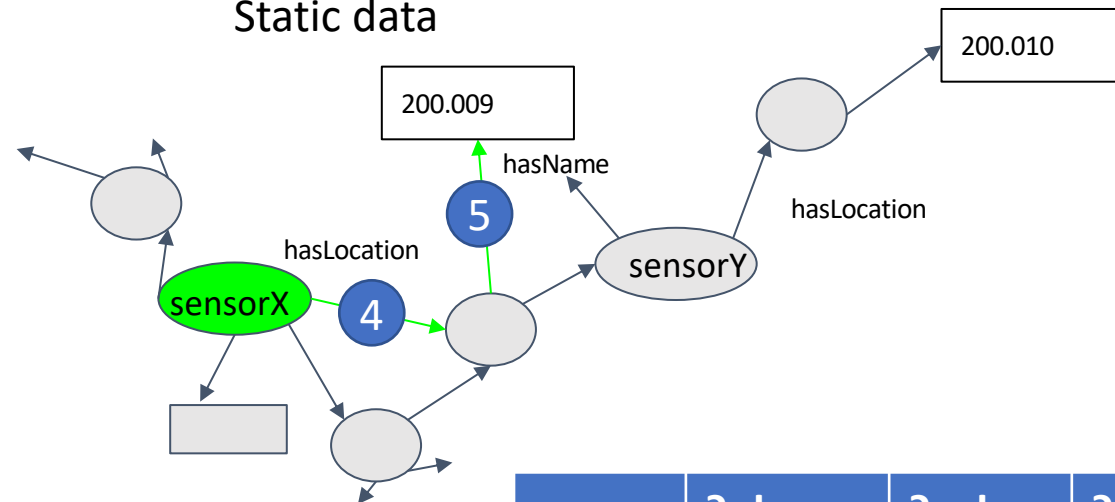 Static data
200.010
200.009
hasName
hasLocation
hasLocation
sensorY
sensorX
5
4